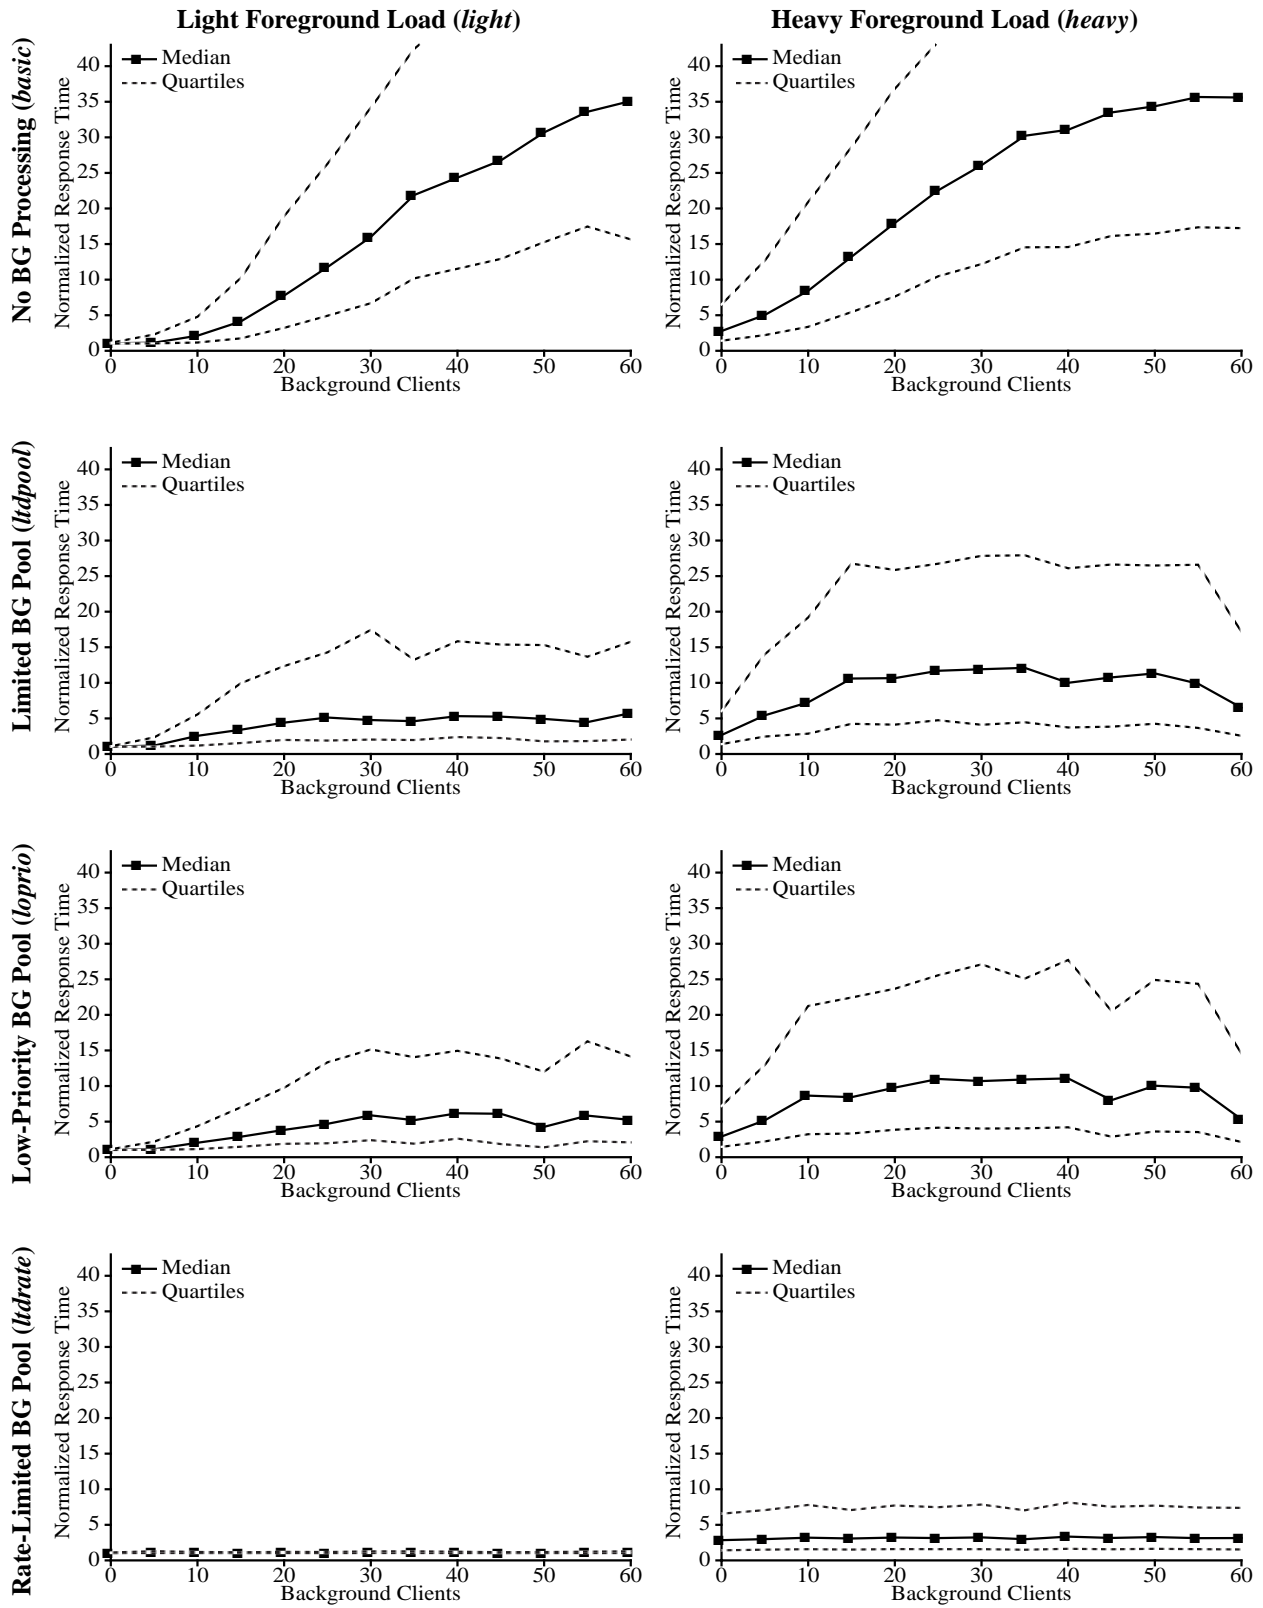 Light Foreground Load (light)
Heavy Foreground Load (heavy)
No BG Processing (basic)
Normalized Response Time
40
35
30
25
20
15
10
5
0
Median
Quartiles
0 10 20 30 40 50 60
Background Clients
Normalized Response Time
40
35
30
25
20
15
10
5
0
Median
Quartiles
0 10 20 30 40 50 60
Background Clients
Limited BG Pool (ltdpool)
Normalized Response Time
40
35
30
25
20
15
10
5
0
Median
Quartiles
0 10 20 30 40 50 60
Background Clients
Normalized Response Time
40
35
30
25
20
15
10
5
0
Median
Quartiles
0 10 20 30 40 50 60
Background Clients
Low-Priority BG Pool (loprio)
Normalized Response Time
40
35
30
25
20
15
10
5
0
Median
Quartiles
0 10 20 30 40 50 60
Background Clients
Normalized Response Time
40
35
30
25
20
15
10
5
0
Median
Quartiles
0 10 20 30 40 50 60
Background Clients
Rate-Limited BG Pool (ltdrate)
Normalized Response Time
40
35
30
25
20
15
10
5
0
Median
Quartiles
0 10 20 30 40 50 60
Background Clients
Normalized Response Time
40
35
30
25
20
15
10
5
0
Median
Quartiles
0 10 20 30 40 50 60
Background Clients